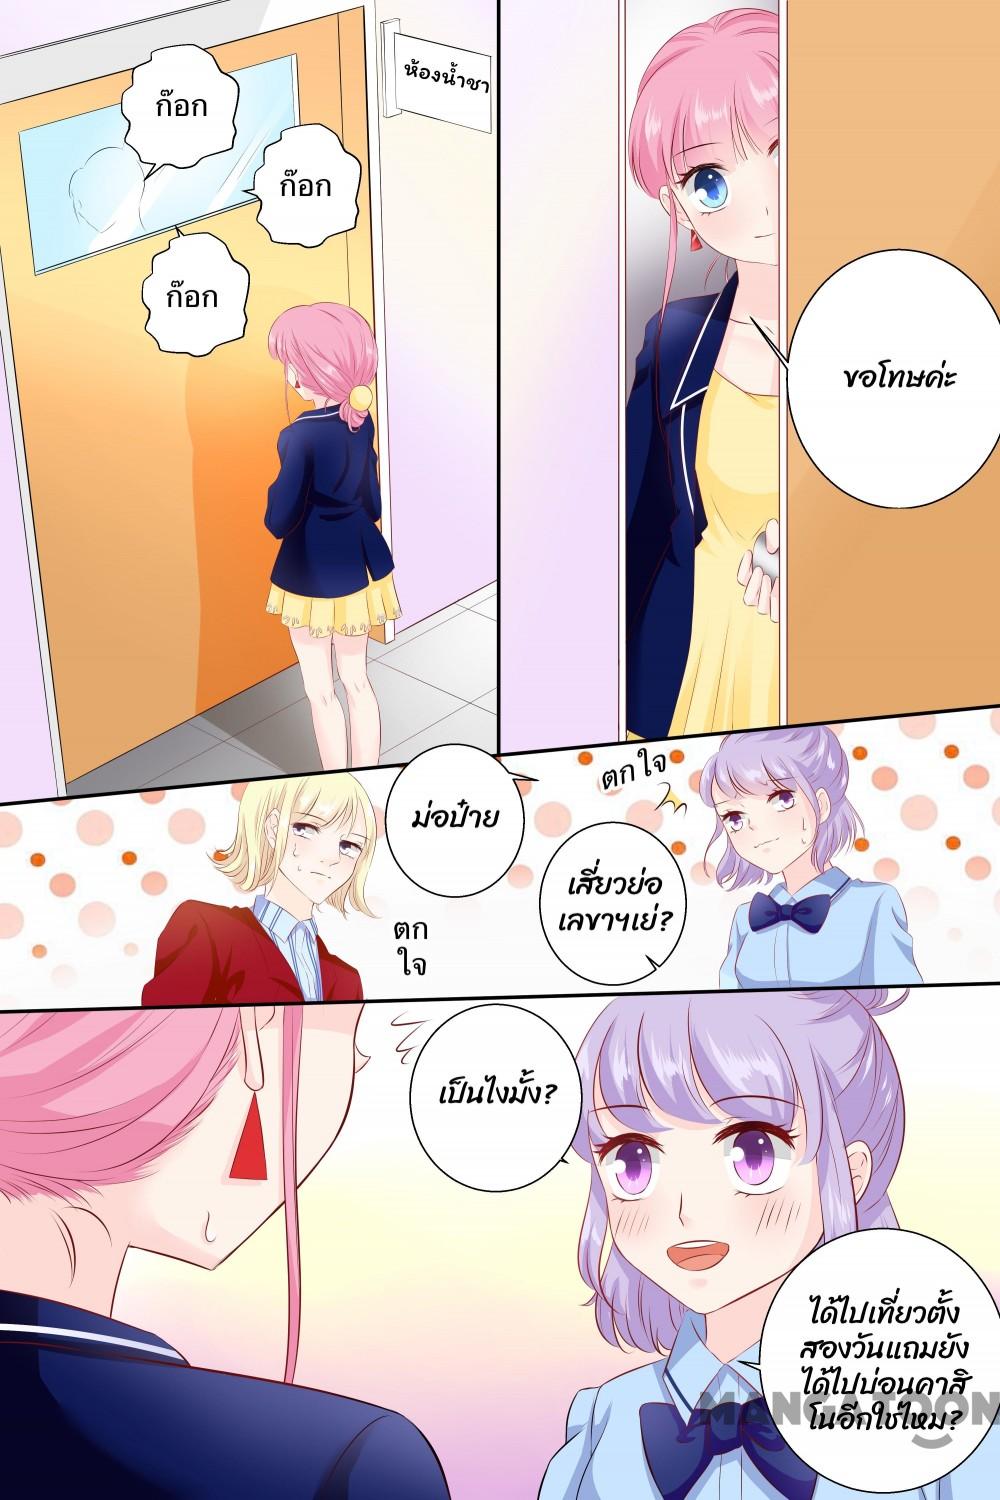 ห้องน้ำชา
ก๊อก
ก๊อก
ก๊อก
ขอโทษค่ะ
ม่อป๋าย
ตก
ใจ
ตกใจ
เสี่ยวย่อ
เลขาฯเย่?
เป็นไงมั้ง?
ได้ไปเที่ยวตั้ง
สองวันแถมยัง
ได้ไปบ่อนคาสิ
โนอีกใช่ไหม?
MANGATOON